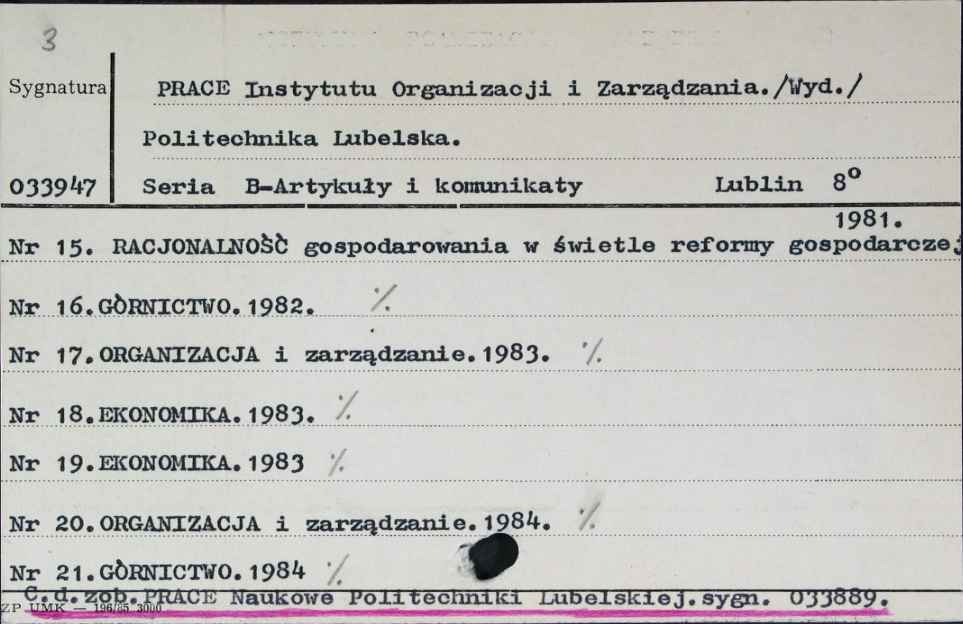 3
Sygnatura
PRACE Instytutu Organizacji i Zarządzania./Wyd./
Politechnika Lubelska.
033947
Seria B-Artykuły i komunikaty Lublin 8°
1981.
Nr 15. RACJONALNOŚĆ gospodarowania w świetle reformy gospodarczej
Nr 16.GÓRNICTWO.1982. ·/.
Nr 17.ORGANIZACJA i zarządzanie.1983. ·/.
Nr 18.EKONOMIKA.1983. ·/.
Nr 19.EKONOMIKA.1983 ·/.
Nr 20.ORGANIZACJA i zarządzanie.1984. ·/.
Nr 21.GÓRNICTWO.1984 ·/.
C.d.zob.PRACE Naukowe Politechniki Lubelskiej.sygn. 033889.
ZP UMK — 196/85 3000